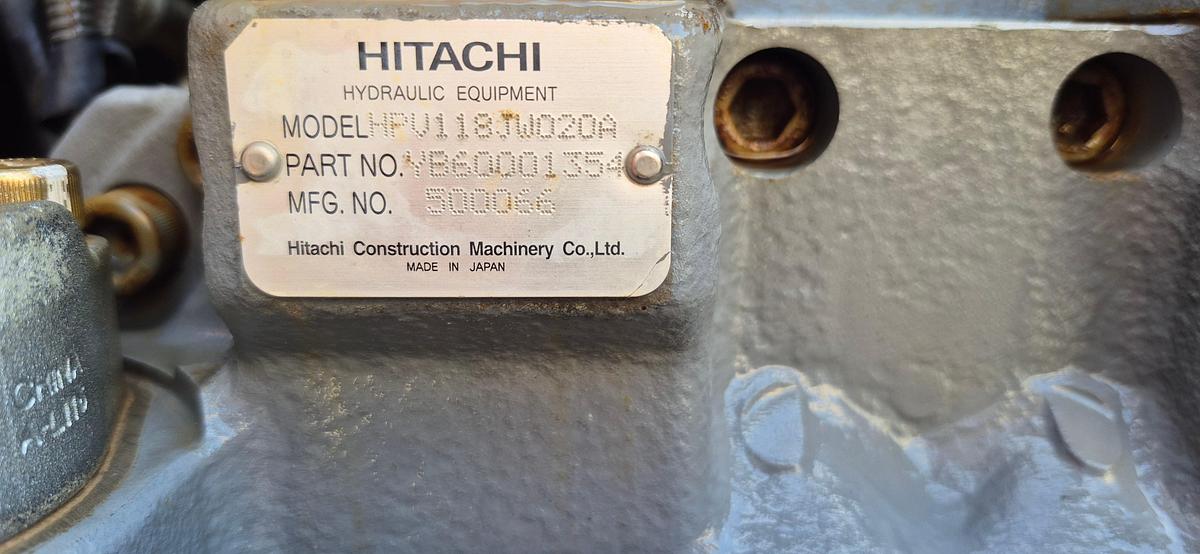 HITACHI
HYDRAULIC EQUIPMENT
MODEL HPV118JW020A
PART NO. YB60001354
MFG. NO. 500066
Hitachi Construction Machinery Co.,Ltd.
MADE IN JAPAN